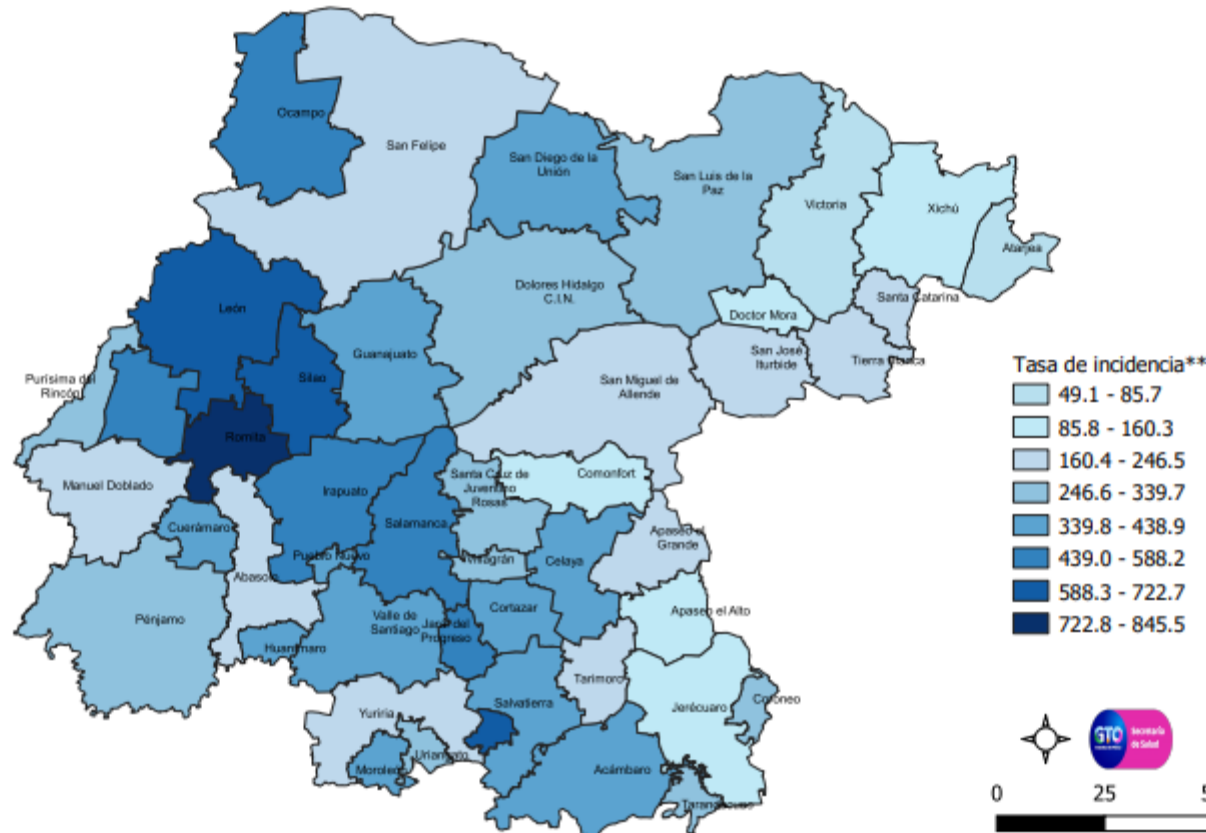 Ocampo
San Felipe
San Diego de la
Unión
San Luis de la
Paz
Victoria
Xichú
Atarjea
Dolores Hidalgo
C.I.N.
Santa Catarina
León
Doctor Mora
Guanajuato
San José
Iturbide
Tierra Blanca
Silao
San Miguel de
Allende
Purísima del
Rincón
Romita
Manuel Doblado
Irapuato
Santa Cruz de
Juventino
Rosas
Comonfort
Cuerámaro
Salamanca
Apaseo el
Grande
Pueblo Nuevo
Villagrán
Celaya
Abasolo
Pénjamo
Valle de
Santiago
Jaral del
Progreso
Cortazar
Apaseo el Alto
Huanímaro
Tarimoro
Yuriria
Salvatierra
Jerécuaro
Coroneo
Uriangato
Moroleón
Acámbaro
Tarandacuao
Tasa de incidencia**
49.1 - 85.7
85.8 - 160.3
160.4 - 246.5
246.6 - 339.7
339.8 - 438.9
439.0 - 588.2
588.3 - 722.7
722.8 - 845.5
GTO
Secretaría
de Salud
0 25 5